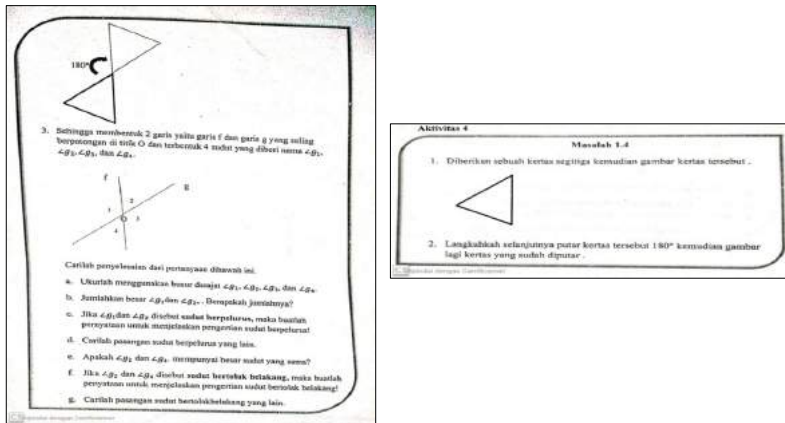 180°
3. Sehingga membentuk 2 garis yaitu garis f dan garis g yang saling
berpotongan di titik O dan terbentuk 4 sudut yang diberi nama ∠g₁,
∠g₂, ∠g₃, dan ∠g₄.
f
g
1
2
O
3
4
Carilah penyelesaian dari pertanyaan dibawah ini.
a. Ukurlah menggunakan busur derajat ∠g₁, ∠g₂, ∠g₃, dan ∠g₄.
b. Jumlahkan besar ∠g₁dan ∠g₂. Berapakah jumlahnya?
c. Jika ∠g₁dan ∠g₂ disebut sudut berpelurus, maka buatlah
pernyataan untuk menjelaskan pengertian sudut berpelurus!
d. Carilah pasangan sudut berpelurus yang lain.
e. Apakah ∠g₂ dan ∠g₄ mempunyai besar sudut yang sama?
f. Jika ∠g₂ dan ∠g₄ disebut sudut bertolak belakang, maka buatlah
penyataan untuk menjelaskan pengertian sudut bertolak belakang!
g. Carilah pasangan sudut bertolakbelakang yang lain.
Aktivitas 4
Masalah 1.4
1. Diberikan sebuah kertas segitiga kemudian gambar kertas tersebut .
2. Langkahkah selanjutnya putar kertas tersebut 180° kemudian gambar
lagi kertas yang sudah diputar .